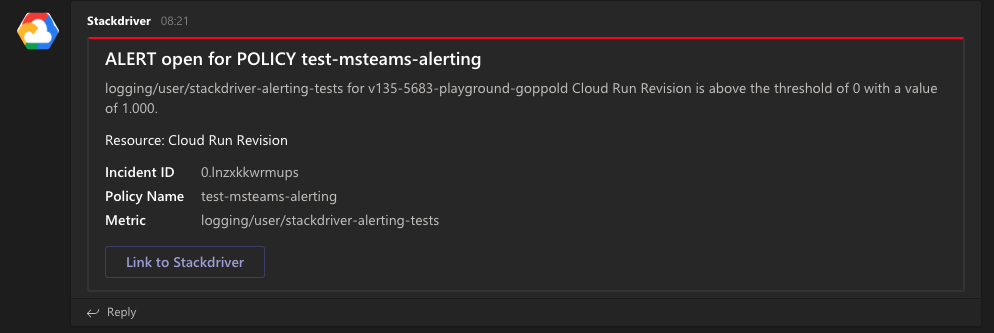 Stackdriver 08:21
ALERT open for POLICY test-msteams-alerting
logging/user/stackdriver-alerting-tests for v135-5683-playground-goppold Cloud Run Revision is above the threshold of 0 with a value
of 1.000.
Resource: Cloud Run Revision
Incident ID 0.lnzxkkwrmups
Policy Name test-msteams-alerting
Metric logging/user/stackdriver-alerting-tests
Link to Stackdriver
Reply